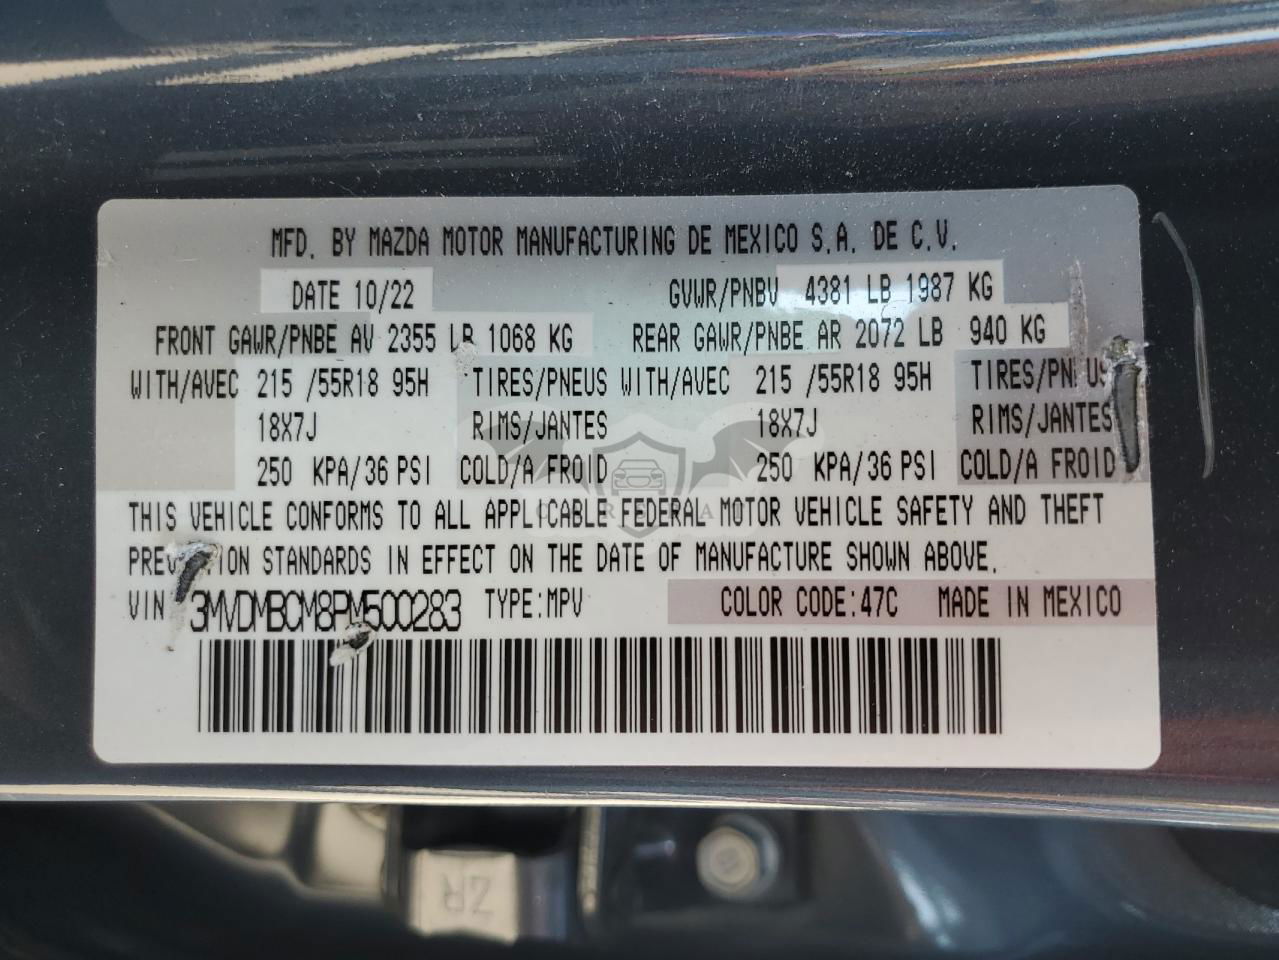 MFD. BY MAZDA MOTOR MANUFACTURING DE MEXICO S.A. DE C.V.
DATE 10/22 GVWR/PNBV 4381 LB 1987 KG
FRONT GAWR/PNBE AV 2355 LB 1068 KG REAR GAWR/PNBE AR 2072 LB 940 KG
WITH/AVEC 215 /55R18 95H TIRES/PNEUS WITH/AVEC 215 /55R18 95H TIRES/PNEUS
18X7J RIMS/JANTES 18X7J RIMS/JANTES
250 KPA/36 PSI COLD/A FROID 250 KPA/36 PSI COLD/A FROID
THIS VEHICLE CONFORMS TO ALL APPLICABLE FEDERAL MOTOR VEHICLE SAFETY AND THEFT
PREVENTION STANDARDS IN EFFECT ON THE DATE OF MANUFACTURE SHOWN ABOVE.
VIN 3MVDMBCM8PM500283 TYPE:MPV COLOR CODE:47C MADE IN MEXICO
ZR